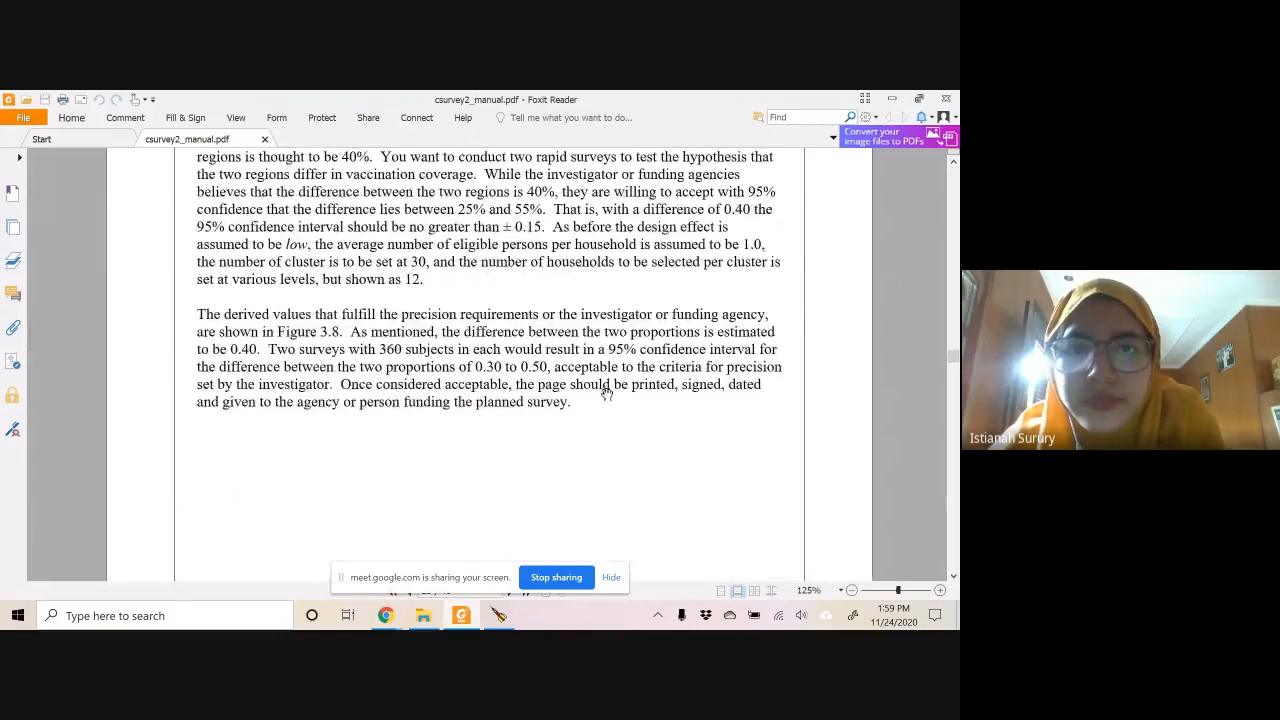 csurvey2_manual.pdf - Foxit Reader
File Home Comment Fill & Sign View Form Protect Share Connect Help Tell me what you want to do... Find
Start csurvey2_manual.pdf
Convert your
image files to PDFs
regions is thought to be 40%. You want to conduct two rapid surveys to test the hypothesis that
the two regions differ in vaccination coverage. While the investigator or funding agencies
believes that the difference between the two regions is 40%, they are willing to accept with 95%
confidence that the difference lies between 25% and 55%. That is, with a difference of 0.40 the
95% confidence interval should be no greater than ± 0.15. As before the design effect is
assumed to be low, the average number of eligible persons per household is assumed to be 1.0,
the number of cluster is to be set at 30, and the number of households to be selected per cluster is
set at various levels, but shown as 12.
The derived values that fulfill the precision requirements or the investigator or funding agency,
are shown in Figure 3.8. As mentioned, the difference between the two proportions is estimated
to be 0.40. Two surveys with 360 subjects in each would result in a 95% confidence interval for
the difference between the two proportions of 0.30 to 0.50, acceptable to the criteria for precision
set by the investigator. Once considered acceptable, the page should be printed, signed, dated
and given to the agency or person funding the planned survey.
Istianah Surury
meet.google.com is sharing your screen. Stop sharing Hide
125%
Type here to search
1:59 PM
11/24/2020